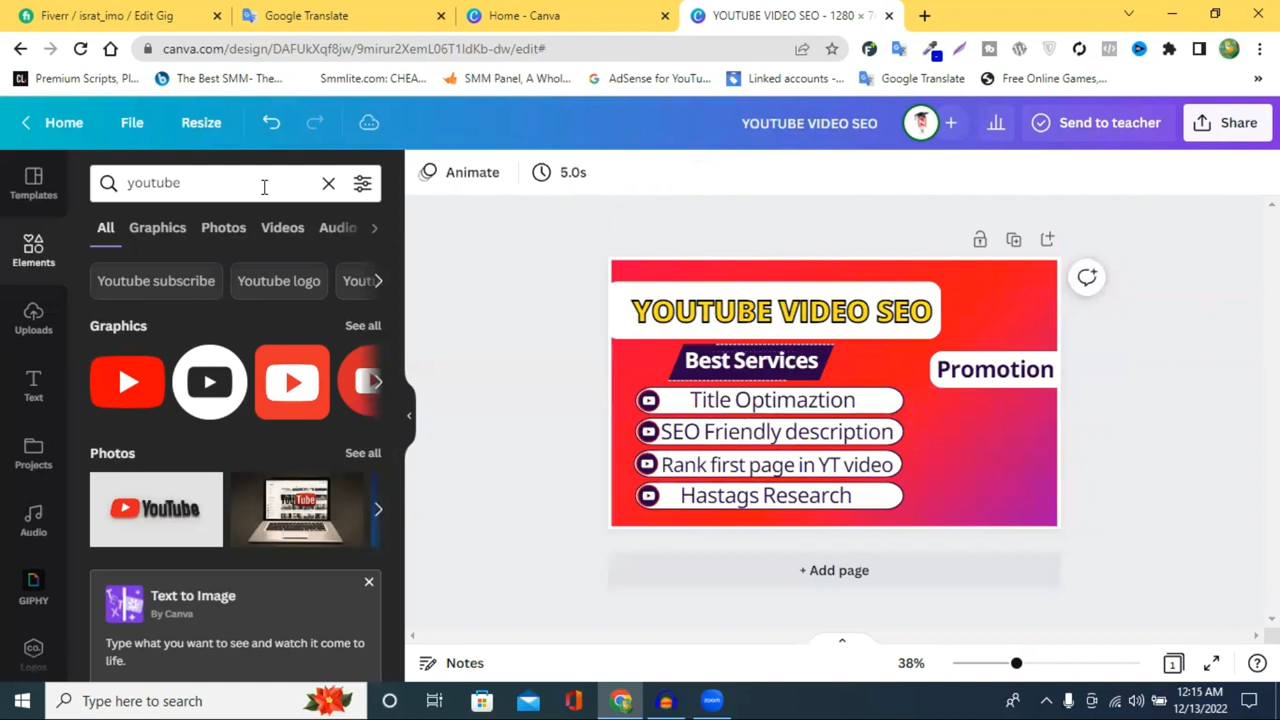 Fiverr / israt_imo / Edit Gig
Google Translate
Home - Canva
YOUTUBE VIDEO SEO - 1280 ×
canva.com/design/DAFUkXqf8jw/9mirur2XemL06T1IdKb-dw/edit#
Premium Scripts, Pl...
The Best SMM- The...
Smmlite.com: CHEA...
SMM Panel, A Whol...
AdSense for YouTu...
Linked accounts -...
Google Translate
Free Online Games,...
Home
File
Resize
YOUTUBE VIDEO SEO
Send to teacher
Share
Templates
Elements
Uploads
Text
Projects
Audio
GIPHY
CO.
Logos
youtube
All
Graphics
Photos
Videos
Audio
Youtube subscribe
Youtube logo
Graphics
See all
Photos
See all
YouTube
Text to Image
By Canva
Type what you want to see and watch it come to
life.
Animate
5.0s
YOUTUBE VIDEO SEO
Best Services
Promotion
Title Optimaztion
SEO Friendly description
Rank first page in YT video
Hastags Research
+ Add page
Notes
38%
1
Type here to search
zoom
12:15 AM
12/13/2022